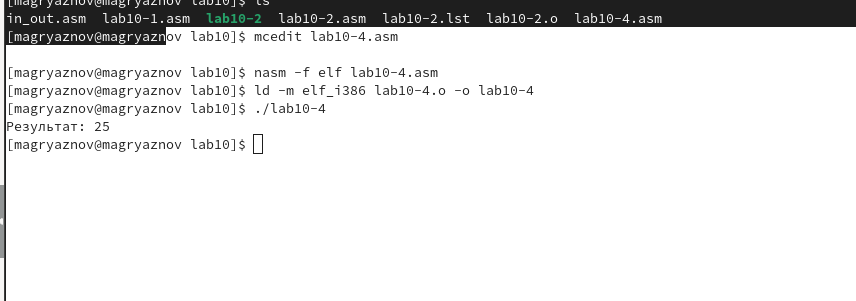 [magryaznov@magryaznov lab10]$ ls
in_out.asm  lab10-1.asm  lab10-2  lab10-2.asm  lab10-2.lst  lab10-2.o  lab10-4.asm
[magryaznov@magryaznov lab10]$ mcedit lab10-4.asm
[magryaznov@magryaznov lab10]$ nasm -f elf lab10-4.asm
[magryaznov@magryaznov lab10]$ ld -m elf_i386 lab10-4.o -o lab10-4
[magryaznov@magryaznov lab10]$ ./lab10-4
Результат: 25
[magryaznov@magryaznov lab10]$